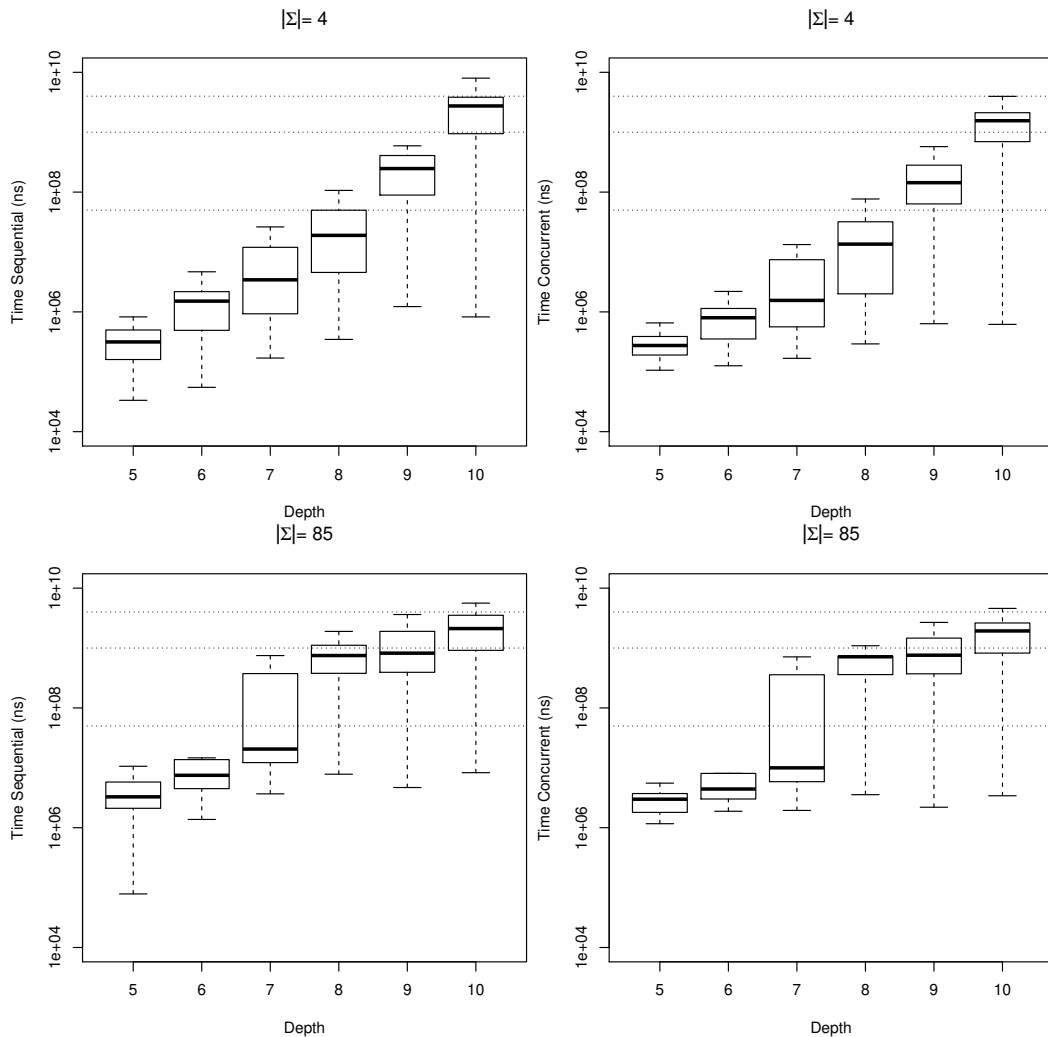 |Σ|= 4
Time Sequential (ns)
1e+10
1e+08
1e+06
1e+04
5 6 7 8 9 10
Depth
|Σ|= 4
Time Concurrent (ns)
1e+10
1e+08
1e+06
1e+04
5 6 7 8 9 10
Depth
|Σ|= 85
Time Sequential (ns)
1e+10
1e+08
1e+06
1e+04
5 6 7 8 9 10
Depth
|Σ|= 85
Time Concurrent (ns)
1e+10
1e+08
1e+06
1e+04
5 6 7 8 9 10
Depth